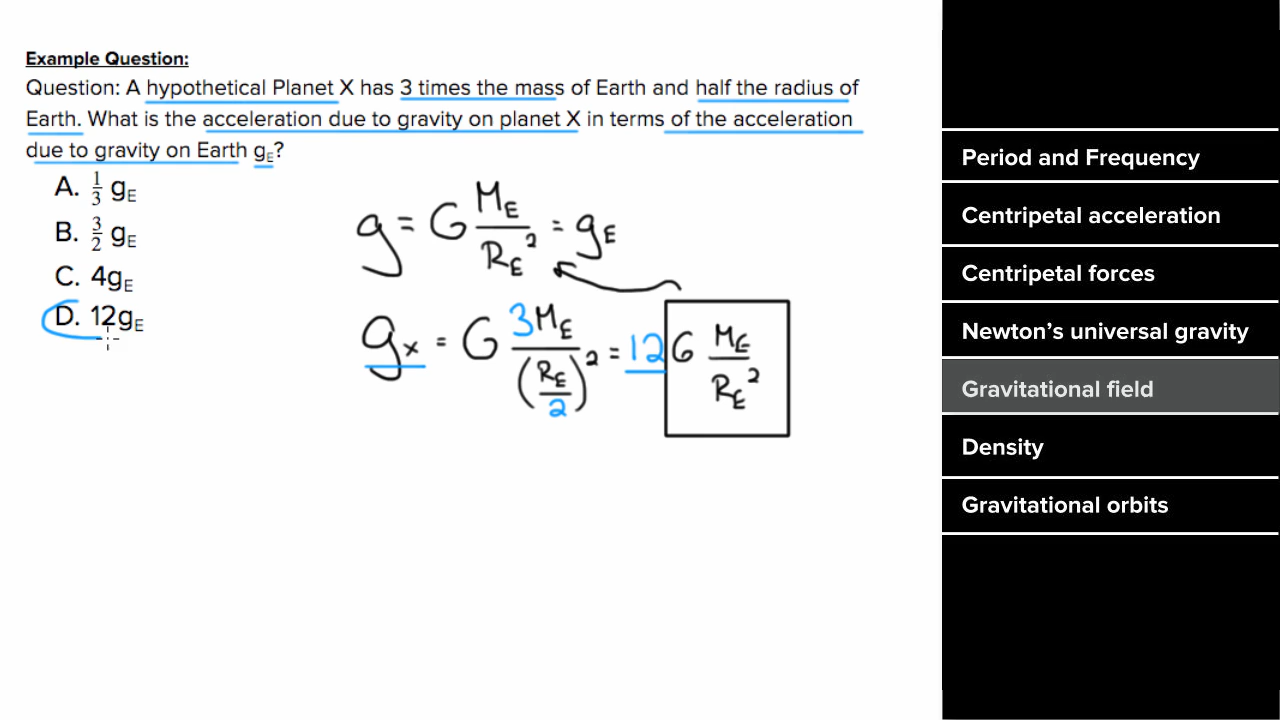 Example Question:
Question: A hypothetical Planet X has 3 times the mass of Earth and half the radius of
Earth. What is the acceleration due to gravity on planet X in terms of the acceleration
due to gravity on Earth gE?
A. 1/3 gE
B. 3/2 gE
C. 4gE
D. 12gE
g = G ME/RE² = gE
gx = G 3ME/(RE/2)² = 12 G ME/RE²
Period and Frequency
Centripetal acceleration
Centripetal forces
Newton’s universal gravity
Gravitational field
Density
Gravitational orbits